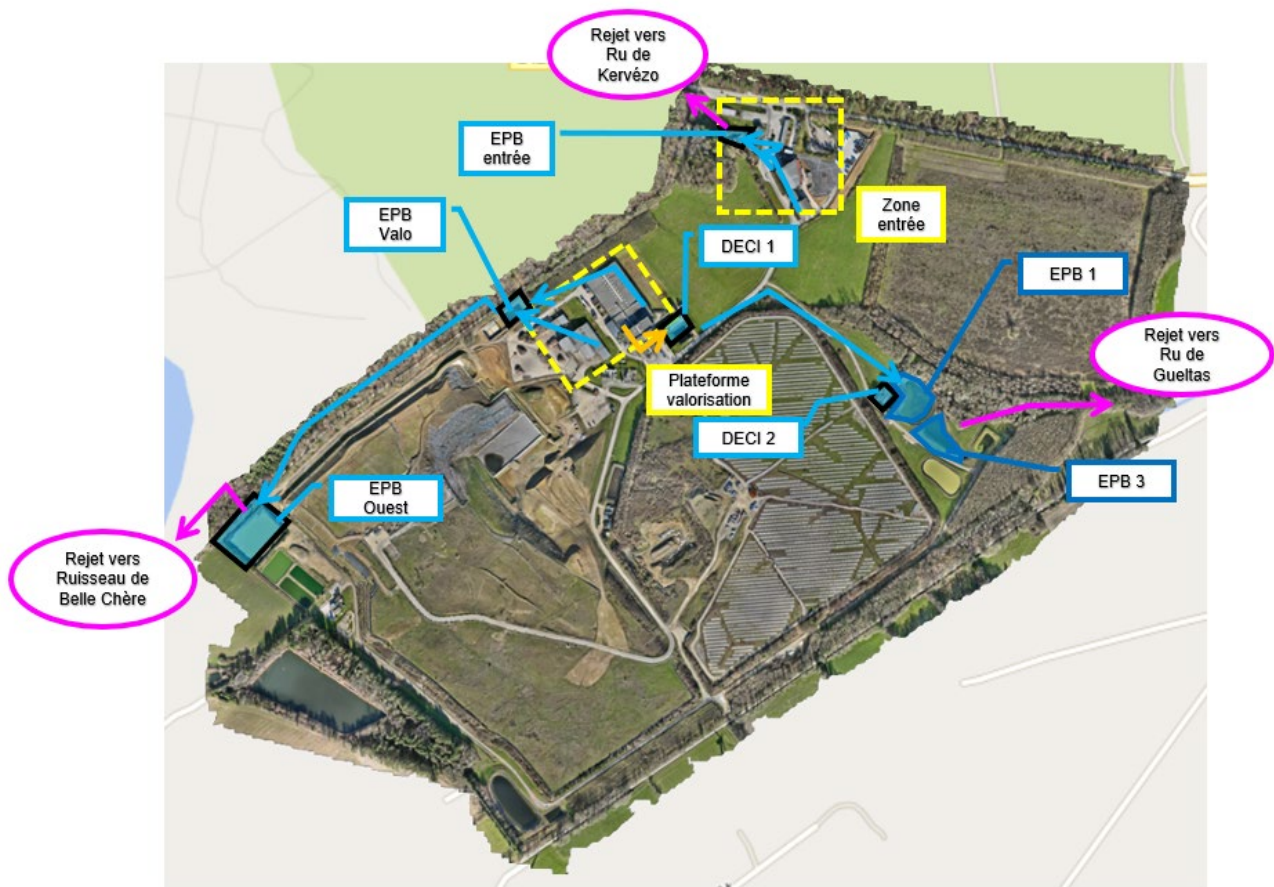 Rejet vers
Ru de
Kervézo
EPB
entrée
EPB
Valo
Zone
entrée
DECI 1
EPB 1
Rejet vers
Ru de
Gueltas
Plateforme
valorisation
DECI 2
EPB 3
EPB
Ouest
Rejet vers
Ruisseau de
Belle Chère